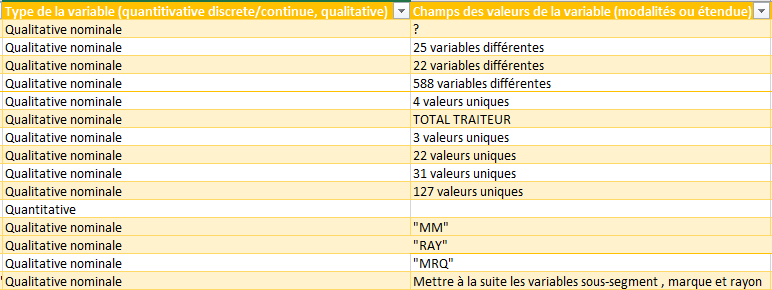 Type de la variable (quantitivative discrete/continue, qualitative) Champs des valeurs de la variable (modalités ou étendue)
Qualitative nominale ?
Qualitative nominale 25 variables différentes
Qualitative nominale 22 variables différentes
Qualitative nominale 588 variables différentes
Qualitative nominale 4 valeurs uniques
Qualitative nominale TOTAL TRAITEUR
Qualitative nominale 3 valeurs uniques
Qualitative nominale 22 valeurs uniques
Qualitative nominale 31 valeurs uniques
Qualitative nominale 127 valeurs uniques
Quantitative
Qualitative nominale "MM"
Qualitative nominale "RAY"
Qualitative nominale "MRQ"
Qualitative nominale Mettre à la suite les variables sous-segment , marque et rayon